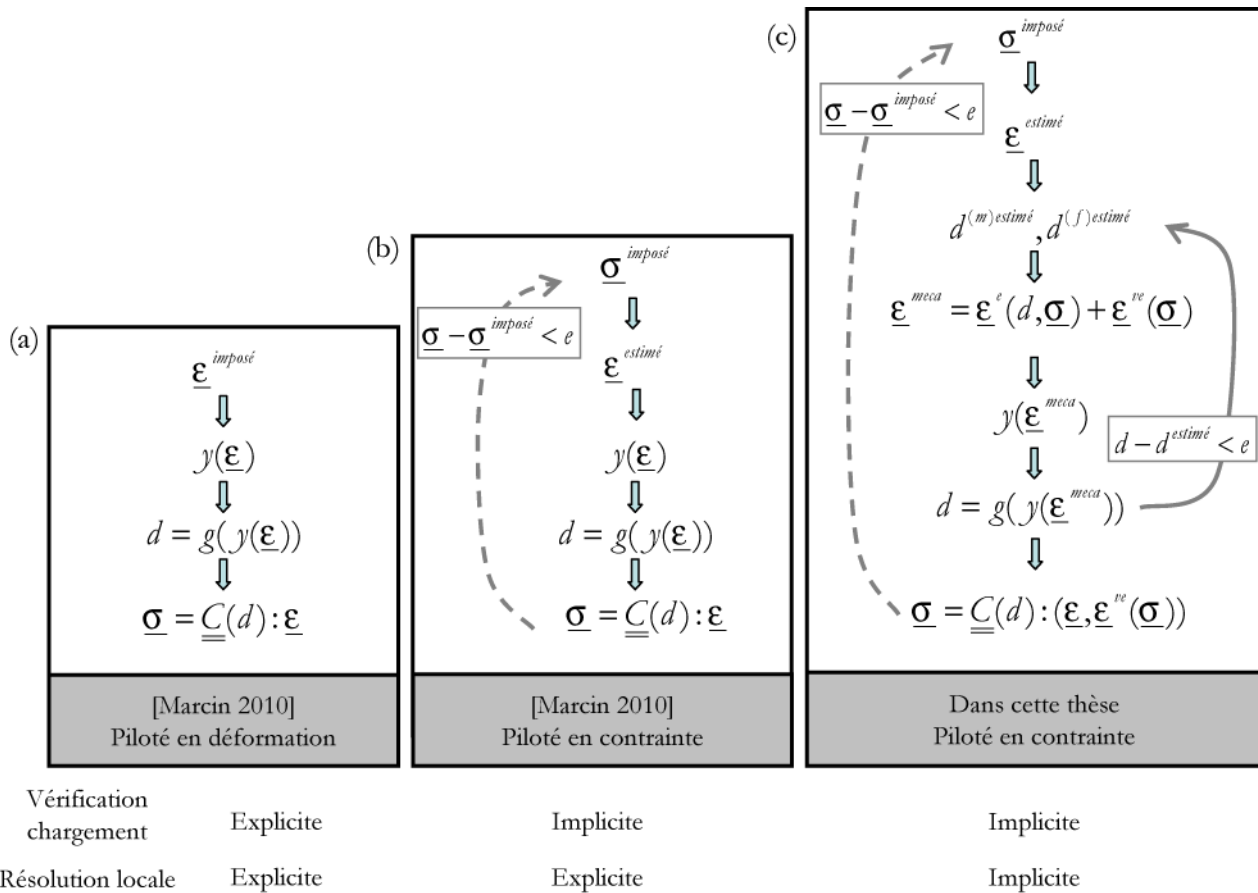 (a)
ε^imposé
y(ε)
d = g(y(ε))
σ = C(d) : ε
[Marcin 2010]
Piloté en déformation
(b)
σ^imposé
σ − σ^imposé < e
ε^estimé
y(ε)
d = g(y(ε))
σ = C(d) : ε
[Marcin 2010]
Piloté en contrainte
(c)
σ^imposé
σ − σ^imposé < e
ε^estimé
d^(m)estimé, d^(f)estimé
ε^meca = ε^e(d,σ) + ε^ve(σ)
y(ε^meca)
d − d^estimé < e
d = g(y(ε^meca))
σ = C(d) : (ε,ε^ve(σ))
Dans cette thèse
Piloté en contrainte
Vérification
chargement
Explicite
Implicite
Implicite
Résolution locale
Explicite
Explicite
Implicite